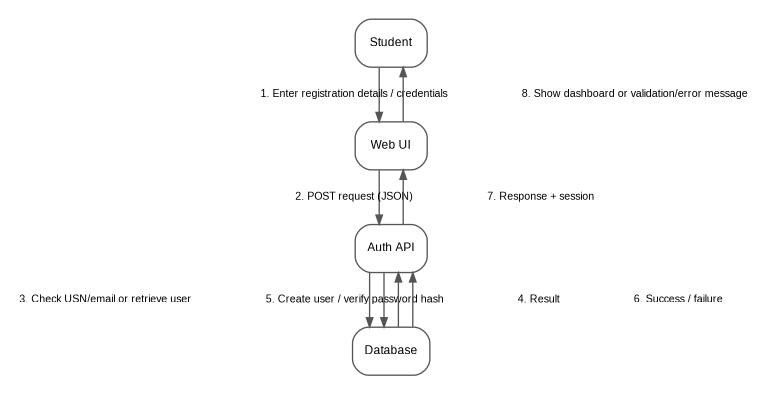 Student
1. Enter registration details / credentials
8. Show dashboard or validation/error message
Web UI
2. POST request (JSON)
7. Response + session
Auth API
3. Check USN/email or retrieve user
5. Create user / verify password hash
4. Result
6. Success / failure
Database